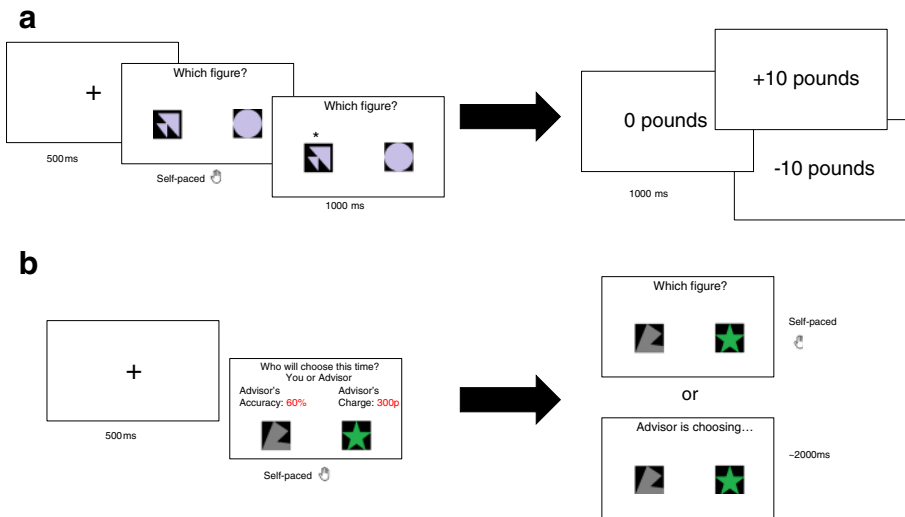 a
+
500ms
Which figure?
Self-paced
Which figure?
*
1000 ms
0 pounds
1000 ms
+10 pounds
-10 pounds
b
+
500ms
Who will choose this time?
You or Advisor
Advisor's Advisor's
Accuracy: 60% Charge: 300p
Self-paced
Which figure?
Self-paced
or
Advisor is choosing...
~2000ms